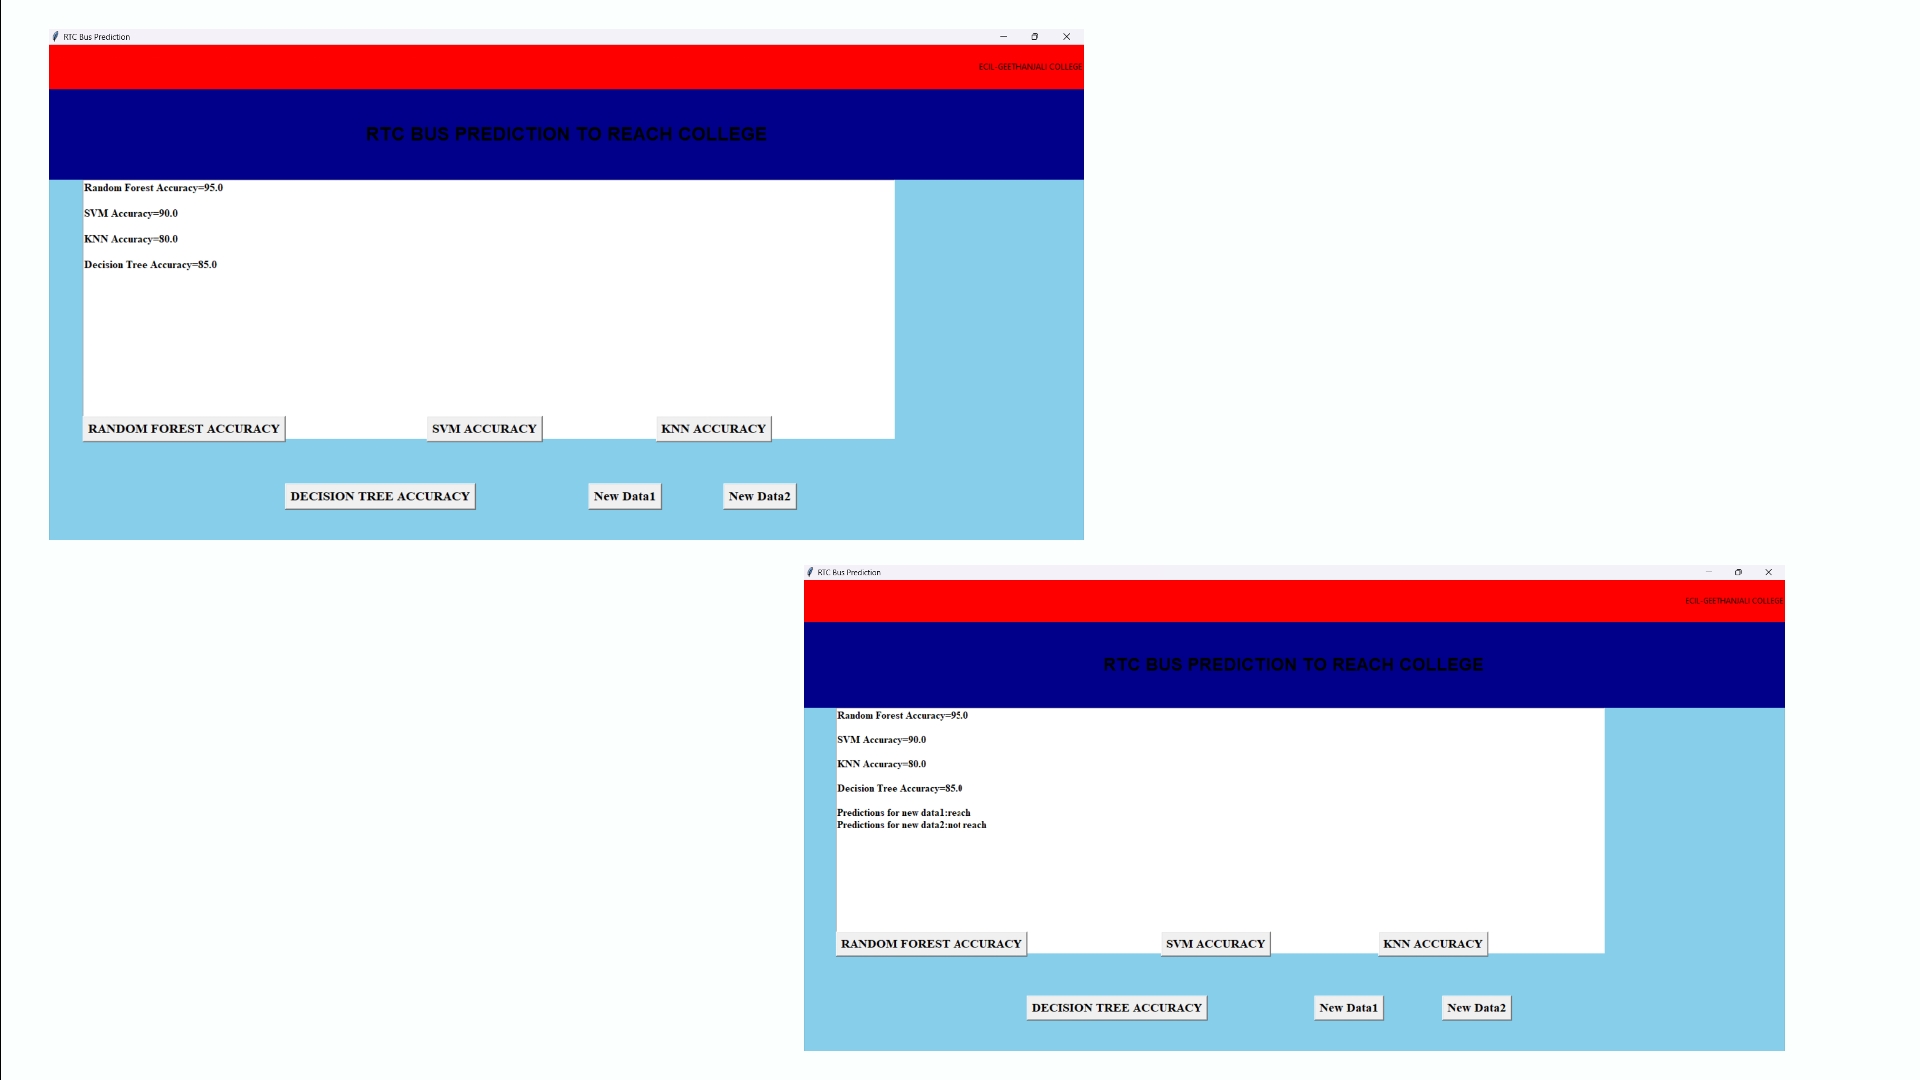 RTC Bus Prediction
ECIL-GEETHANJALI COLLEGE
RTC BUS PREDICTION TO REACH COLLEGE
Random Forest Accuracy=95.0
SVM Accuracy=90.0
KNN Accuracy=80.0
Decision Tree Accuracy=85.0
RANDOM FOREST ACCURACY SVM ACCURACY KNN ACCURACY
DECISION TREE ACCURACY New Data1 New Data2
RTC Bus Prediction
ECIL-GEETHANJALI COLLEGE
RTC BUS PREDICTION TO REACH COLLEGE
Random Forest Accuracy=95.0
SVM Accuracy=90.0
KNN Accuracy=80.0
Decision Tree Accuracy=85.0
Predictions for new data1:reach
Predictions for new data2:not reach
RANDOM FOREST ACCURACY SVM ACCURACY KNN ACCURACY
DECISION TREE ACCURACY New Data1 New Data2